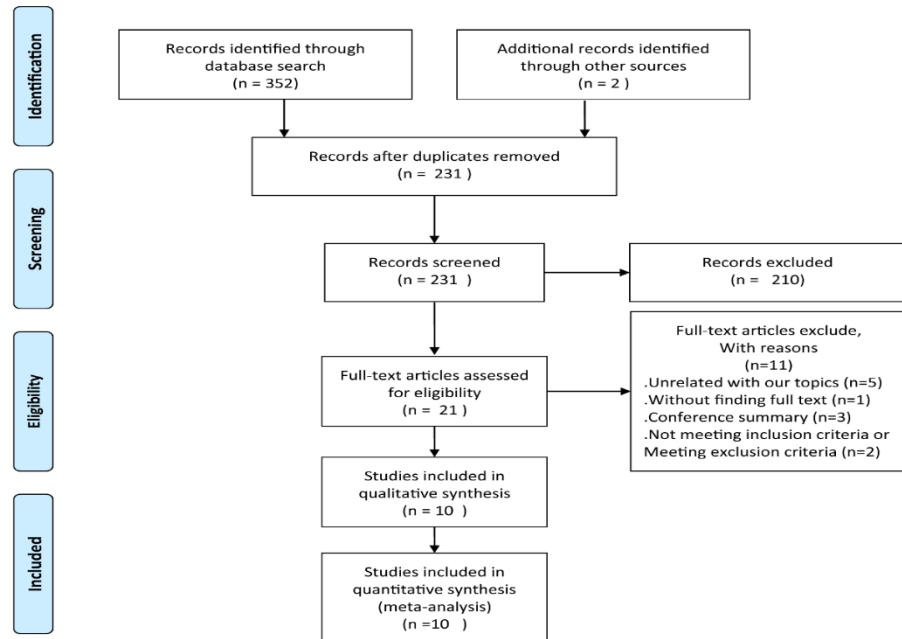 Identification
Records identified through
database search
(n = 352)
Additional records identified
through other sources
(n = 2 )
Records after duplicates removed
(n = 231 )
Screening
Records screened
(n = 231 )
Records excluded
(n = 210)
Eligibility
Full-text articles assessed
for eligibility
(n = 21 )
Full-text articles exclude,
With reasons
(n=11)
.Unrelated with our topics (n=5)
.Without finding full text (n=1)
.Conference summary (n=3)
.Not meeting inclusion criteria or
Meeting exclusion criteria (n=2)
Studies included in
qualitative synthesis
(n = 10 )
Included
Studies included in
quantitative synthesis
(meta-analysis)
(n =10 )